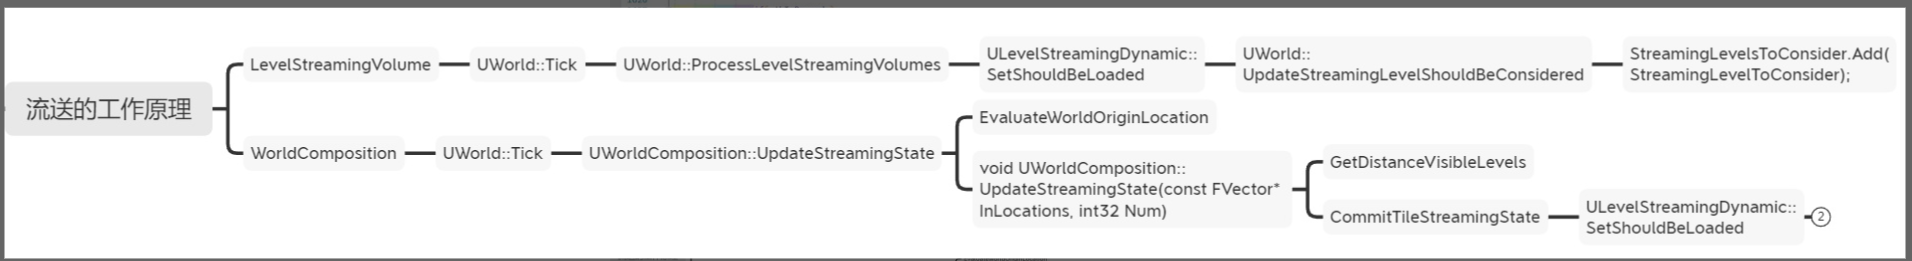 流送的工作原理
LevelStreamingVolume
UWorld::Tick
UWorld::ProcessLevelStreamingVolumes
ULevelStreamingDynamic::
SetShouldBeLoaded
UWorld::
UpdateStreamingLevelShouldBeConsidered
StreamingLevelsToConsider.Add(
StreamingLevelToConsider);
WorldComposition
UWorld::Tick
UWorldComposition::UpdateStreamingState
EvaluateWorldOriginLocation
void UWorldComposition::
UpdateStreamingState(const FVector*
InLocations, int32 Num)
GetDistanceVisibleLevels
CommitTileStreamingState
ULevelStreamingDynamic::
SetShouldBeLoaded
2